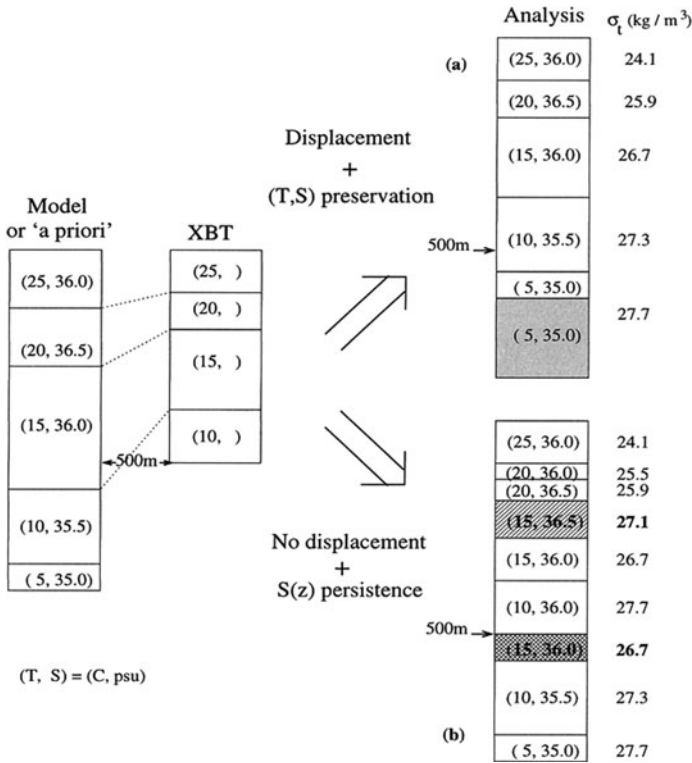 Analysis
σt (kg / m³)
(a)
(25, 36.0)
24.1
(20, 36.5)
25.9
(15, 36.0)
26.7
(10, 35.5)
27.3
500m
( 5, 35.0)
27.7
( 5, 35.0)
Displacement
+
(T,S) preservation
Model
or ‘a priori’
(25, 36.0)
(20, 36.5)
(15, 36.0)
500m
(10, 35.5)
( 5, 35.0)
XBT
(25, )
(20, )
(15, )
(10, )
No displacement
+
S(z) persistence
(25, 36.0)
24.1
(20, 36.0)
25.5
(20, 36.5)
25.9
(15, 36.5)
27.1
(15, 36.0)
26.7
(10, 36.0)
27.7
500m
(15, 36.0)
26.7
(10, 35.5)
27.3
(b)
( 5, 35.0)
27.7
(T, S) = (C, psu)